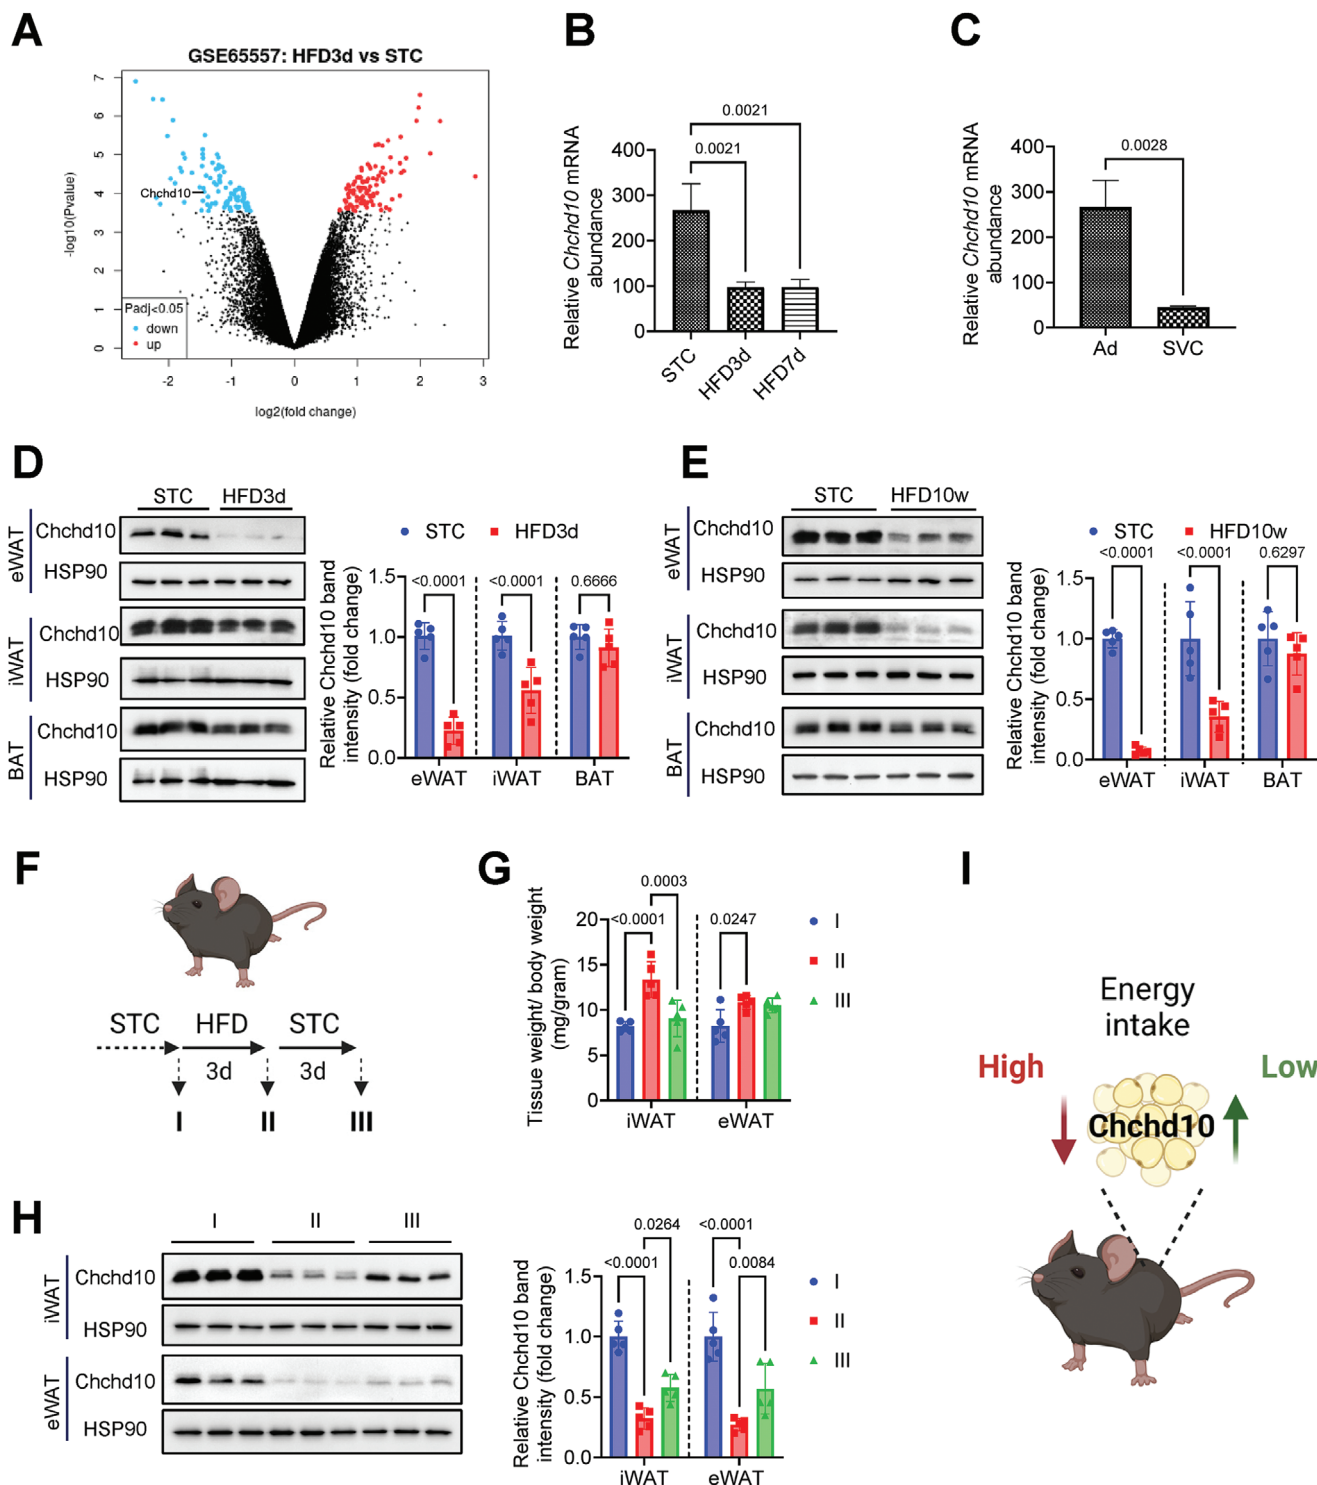 A
GSE65557: HFD3d vs STC
-log10(Pvalue)
7
6
5
4
3
2
1
0
Chchd10
Padj<0.05
down
up
-2
-1
0
1
2
3
log2(fold change)
B
Relative Chchd10 mRNA
abundance
0.0021
0.0021
400
300
200
100
0
STC
HFD3d
HFD7d
C
Relative Chchd10 mRNA
abundance
0.0028
400
300
200
100
0
Ad
SVC
D
STC
HFD3d
eWAT
Chchd10
HSP90
iWAT
Chchd10
HSP90
BAT
Chchd10
HSP90
STC
HFD3d
Relative Chchd10 band
intensity (fold change)
<0.0001
<0.0001
0.6666
1.5
1.0
0.5
0.0
eWAT
iWAT
BAT
E
STC
HFD10w
eWAT
Chchd10
HSP90
iWAT
Chchd10
HSP90
BAT
Chchd10
HSP90
STC
HFD10w
Relative Chchd10 band
intensity (fold change)
<0.0001
<0.0001
0.6297
1.5
1.0
0.5
0.0
eWAT
iWAT
BAT
F
STC
HFD
STC
3d
3d
I
II
III
G
Tissue weight/ body weight
(mg/gram)
0.0003
<0.0001
0.0247
20
15
10
5
0
iWAT
eWAT
I
II
III
H
I
II
III
iWAT
Chchd10
HSP90
eWAT
Chchd10
HSP90
Relative Chchd10 band
intensity (fold change)
0.0264
<0.0001
<0.0001
0.0084
1.5
1.0
0.5
0.0
iWAT
eWAT
I
II
III
I
Energy
intake
High
Low
Chchd10